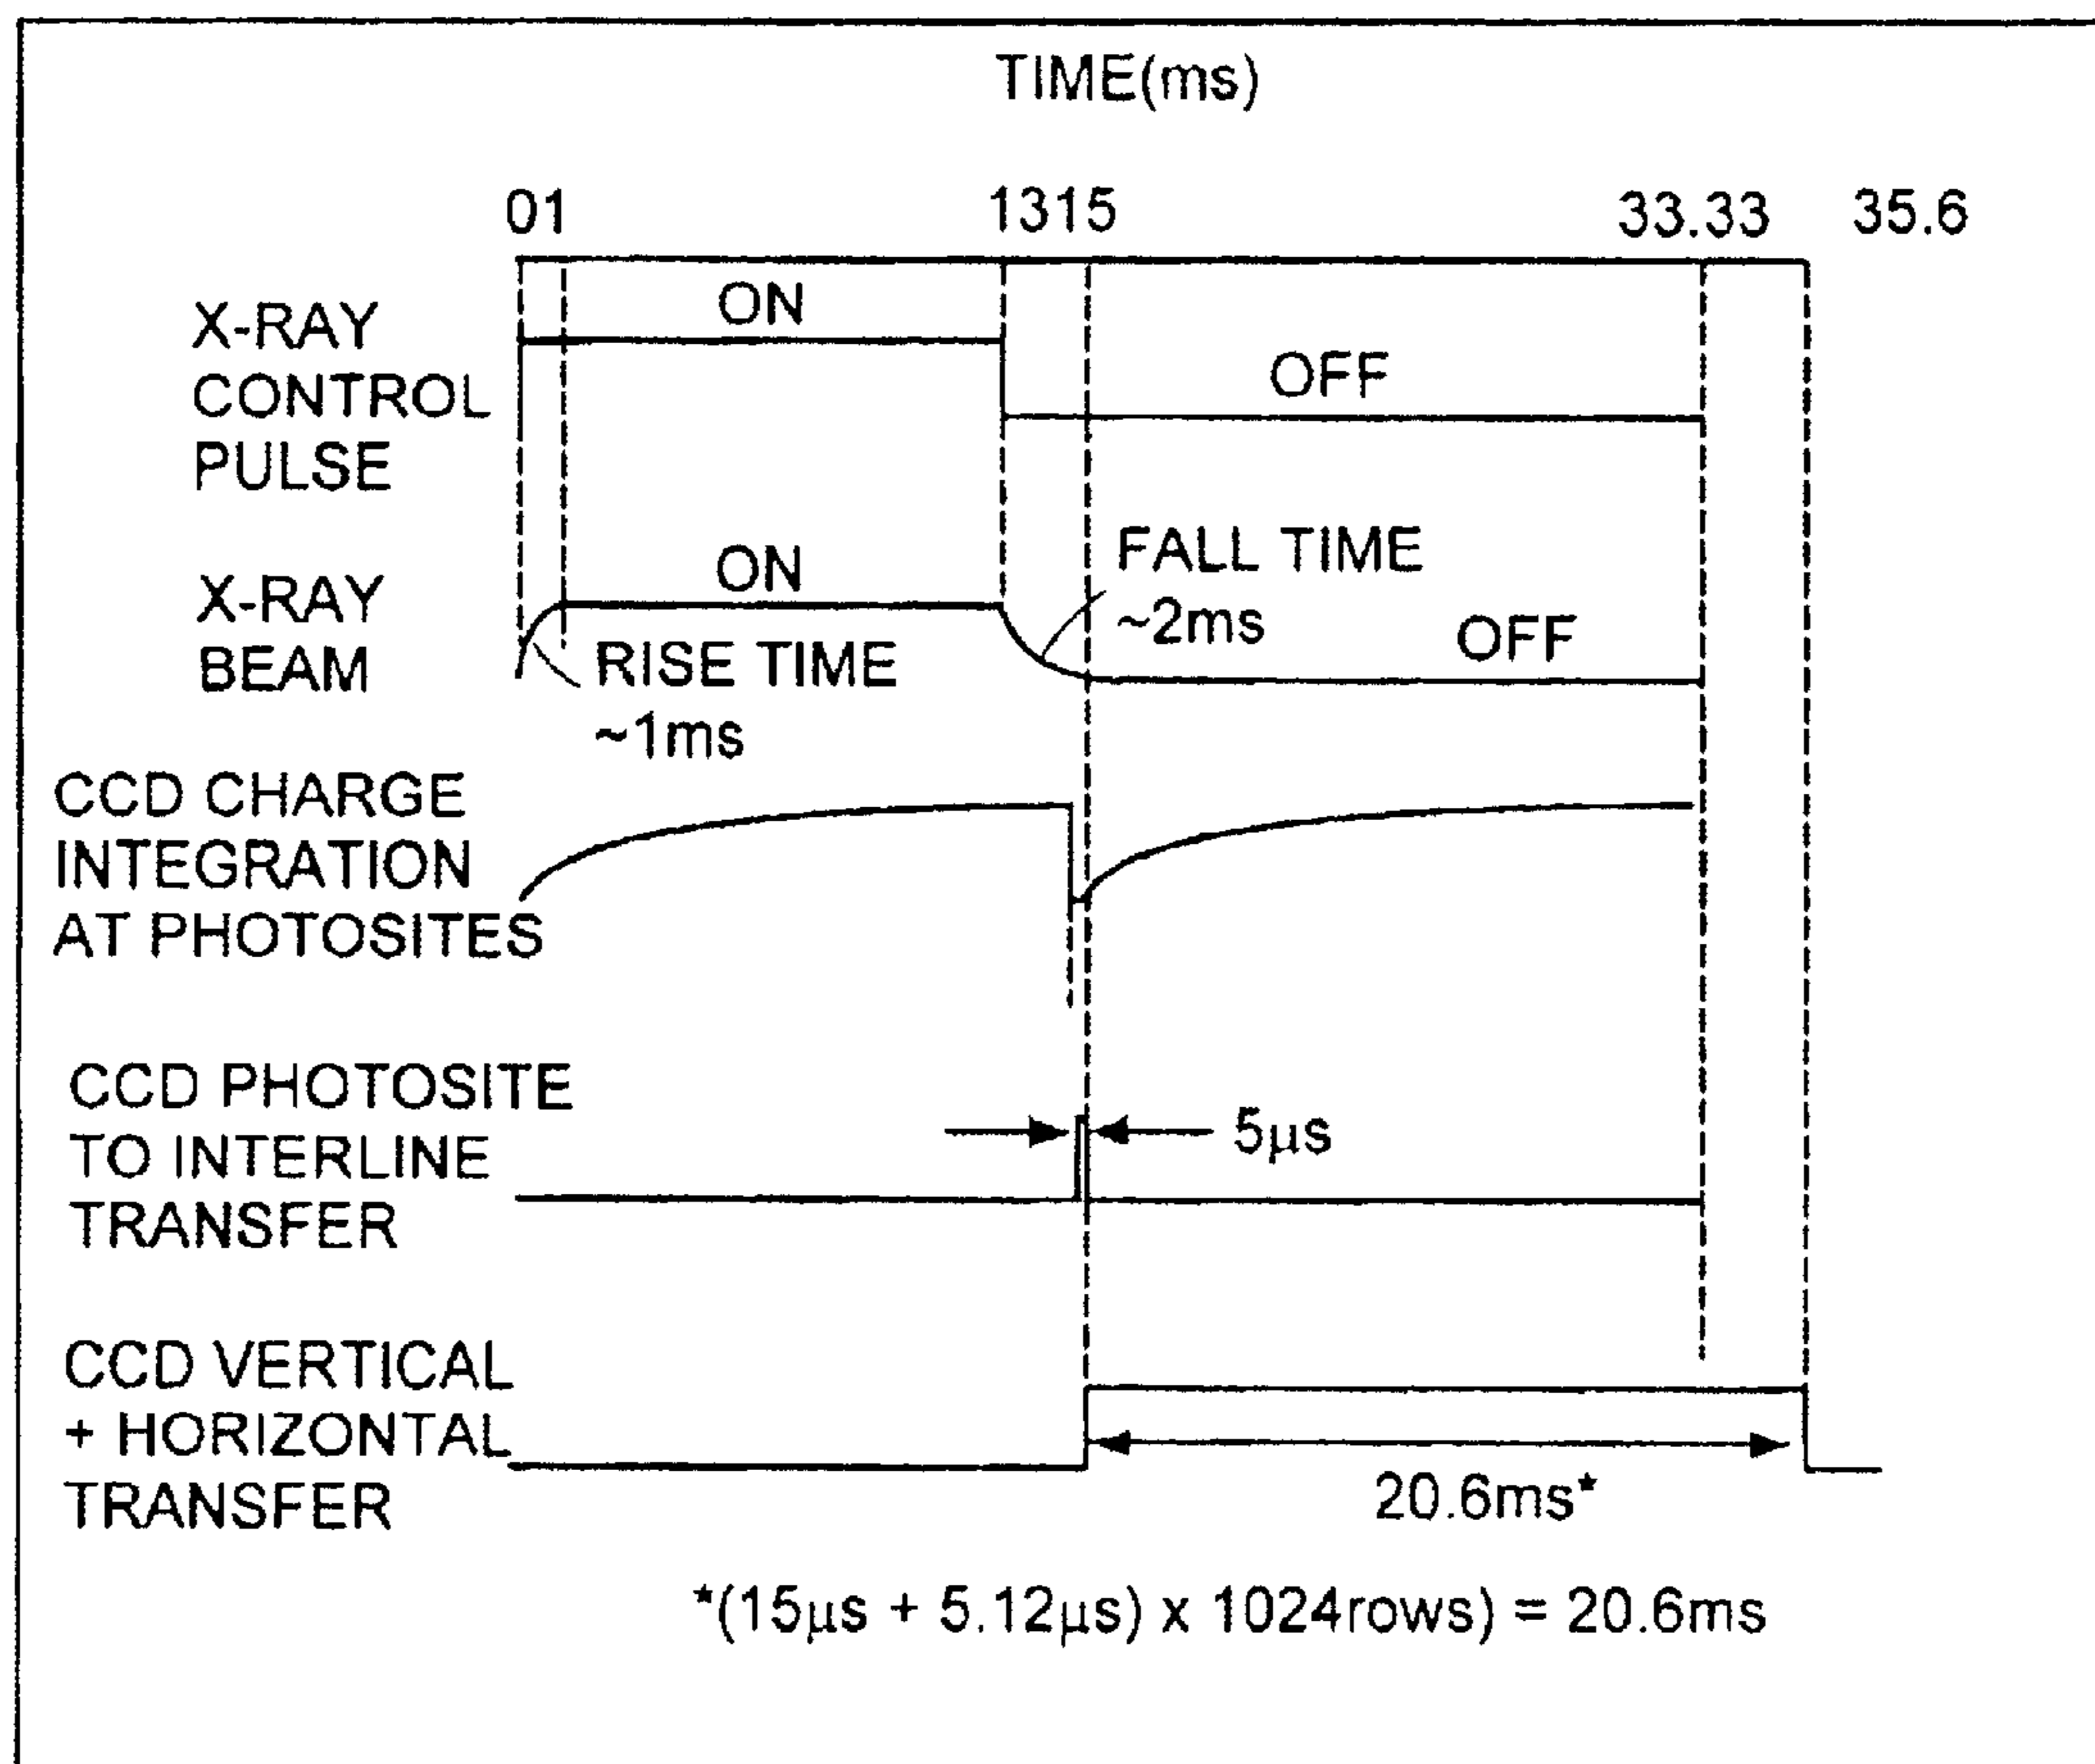 TIME(ms)
01 1315 33.33 35.6
X-RAY
CONTROL
PULSE
ON
OFF
X-RAY
BEAM
ON
RISE TIME
~1ms
FALL TIME
~2ms
OFF
CCD CHARGE
INTEGRATION
AT PHOTOSITES
CCD PHOTOSITE
TO INTERLINE
TRANSFER
5µs
CCD VERTICAL
+ HORIZONTAL
TRANSFER
20.6ms*
*(15µs + 5.12µs) x 1024rows) = 20.6ms